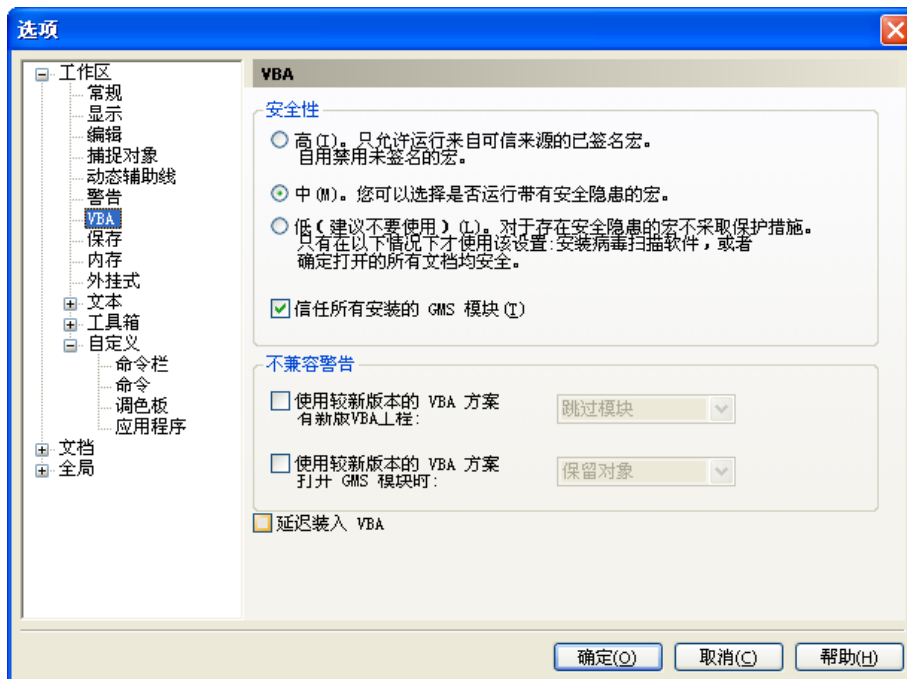 选项
工作区
常规
显示
编辑
捕捉对象
动态辅助线
警告
VBA
保存
内存
外挂式
文本
工具箱
自定义
命令栏
命令
调色板
应用程序
文档
全局
VBA
安全性
高(I)。只允许运行来自可信来源的已签名宏。
自用禁用未签名的宏。
中(M)。您可以选择是否运行带有安全隐患的宏。
低(建议不要使用)(L)。对于存在安全隐患的宏不采取保护措施。
只有在以下情况下才使用该设置:安装病毒扫描软件，或者
确定打开的所有文档均安全。
信任所有安装的 GMS 模块(T)
不兼容警告
使用较新版本的 VBA 方案
有新版VBA工程:
跳过模块
使用较新版本的 VBA 方案
打开 GMS 模块时:
保留对象
延迟装入 VBA
确定(O)
取消(C)
帮助(H)